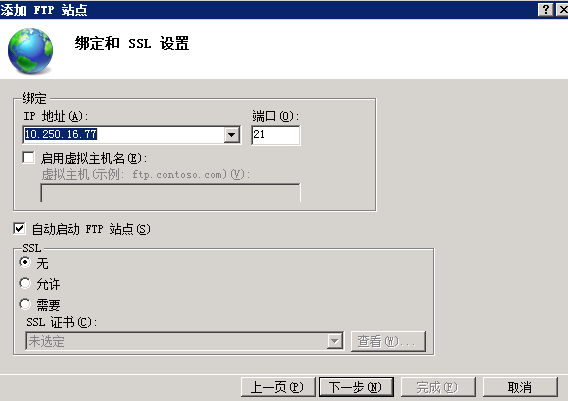 添加 FTP 站点
绑定和 SSL 设置
绑定
IP 地址(A): 端口(O):
10.250.16.77 21
启用虚拟主机名(E):
虚拟主机(示例: ftp.contoso.com)(V):
自动启动 FTP 站点(S)
SSL
无
允许
需要
SSL 证书(C):
未选定 查看(W)...
上一页(P) 下一步(N) 完成(F) 取消